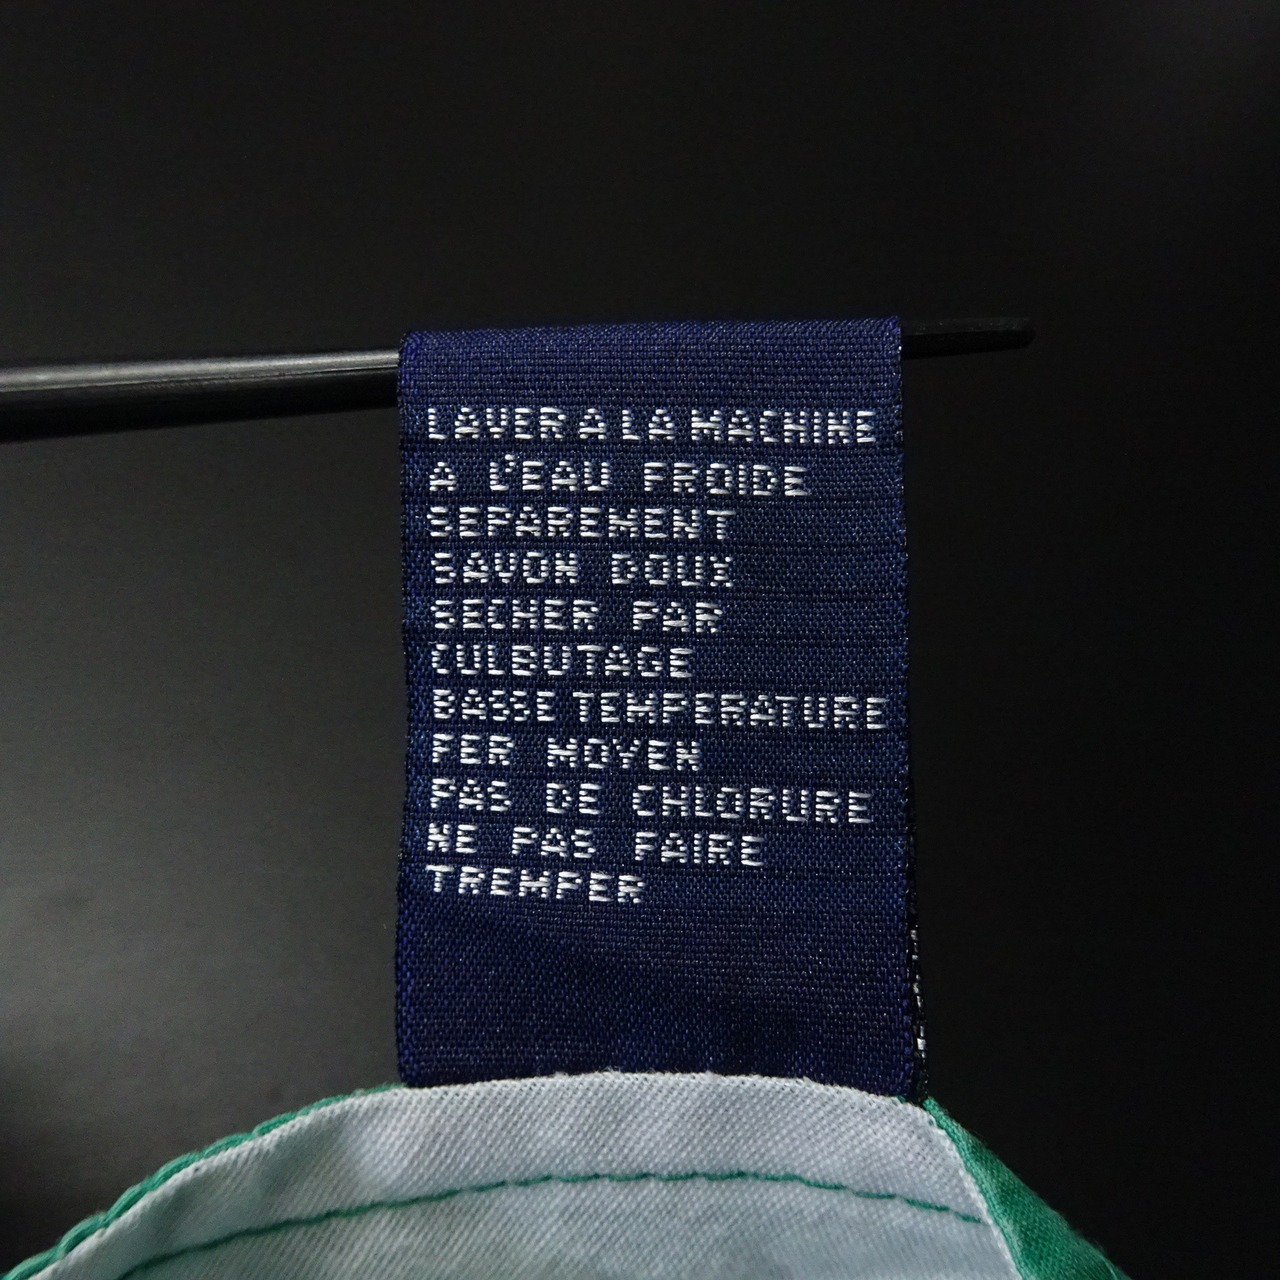 LAVER A LA MACHINE
A L'EAU FROIDE
SEPAREMENT
SAVON DOUX
SECHER PAR
CULBUTAGE
BASSE TEMPERATURE
FER MOYEN
PAS DE CHLORURE
NE PAS FAIRE
TREMPER